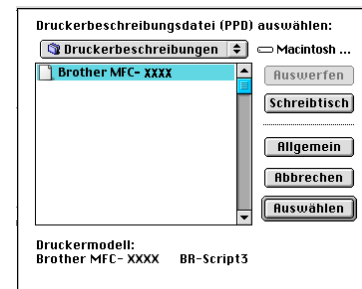 Druckerbeschreibungsdatei (PPD) auswählen:
Druckerbeschreibungen
Macintosh ...
Brother MFC- XXXX
Auswerfen
Schreibtisch
Allgemein
Abbrechen
Auswählen
Druckermodell:
Brother MFC- XXXX BR-Script3